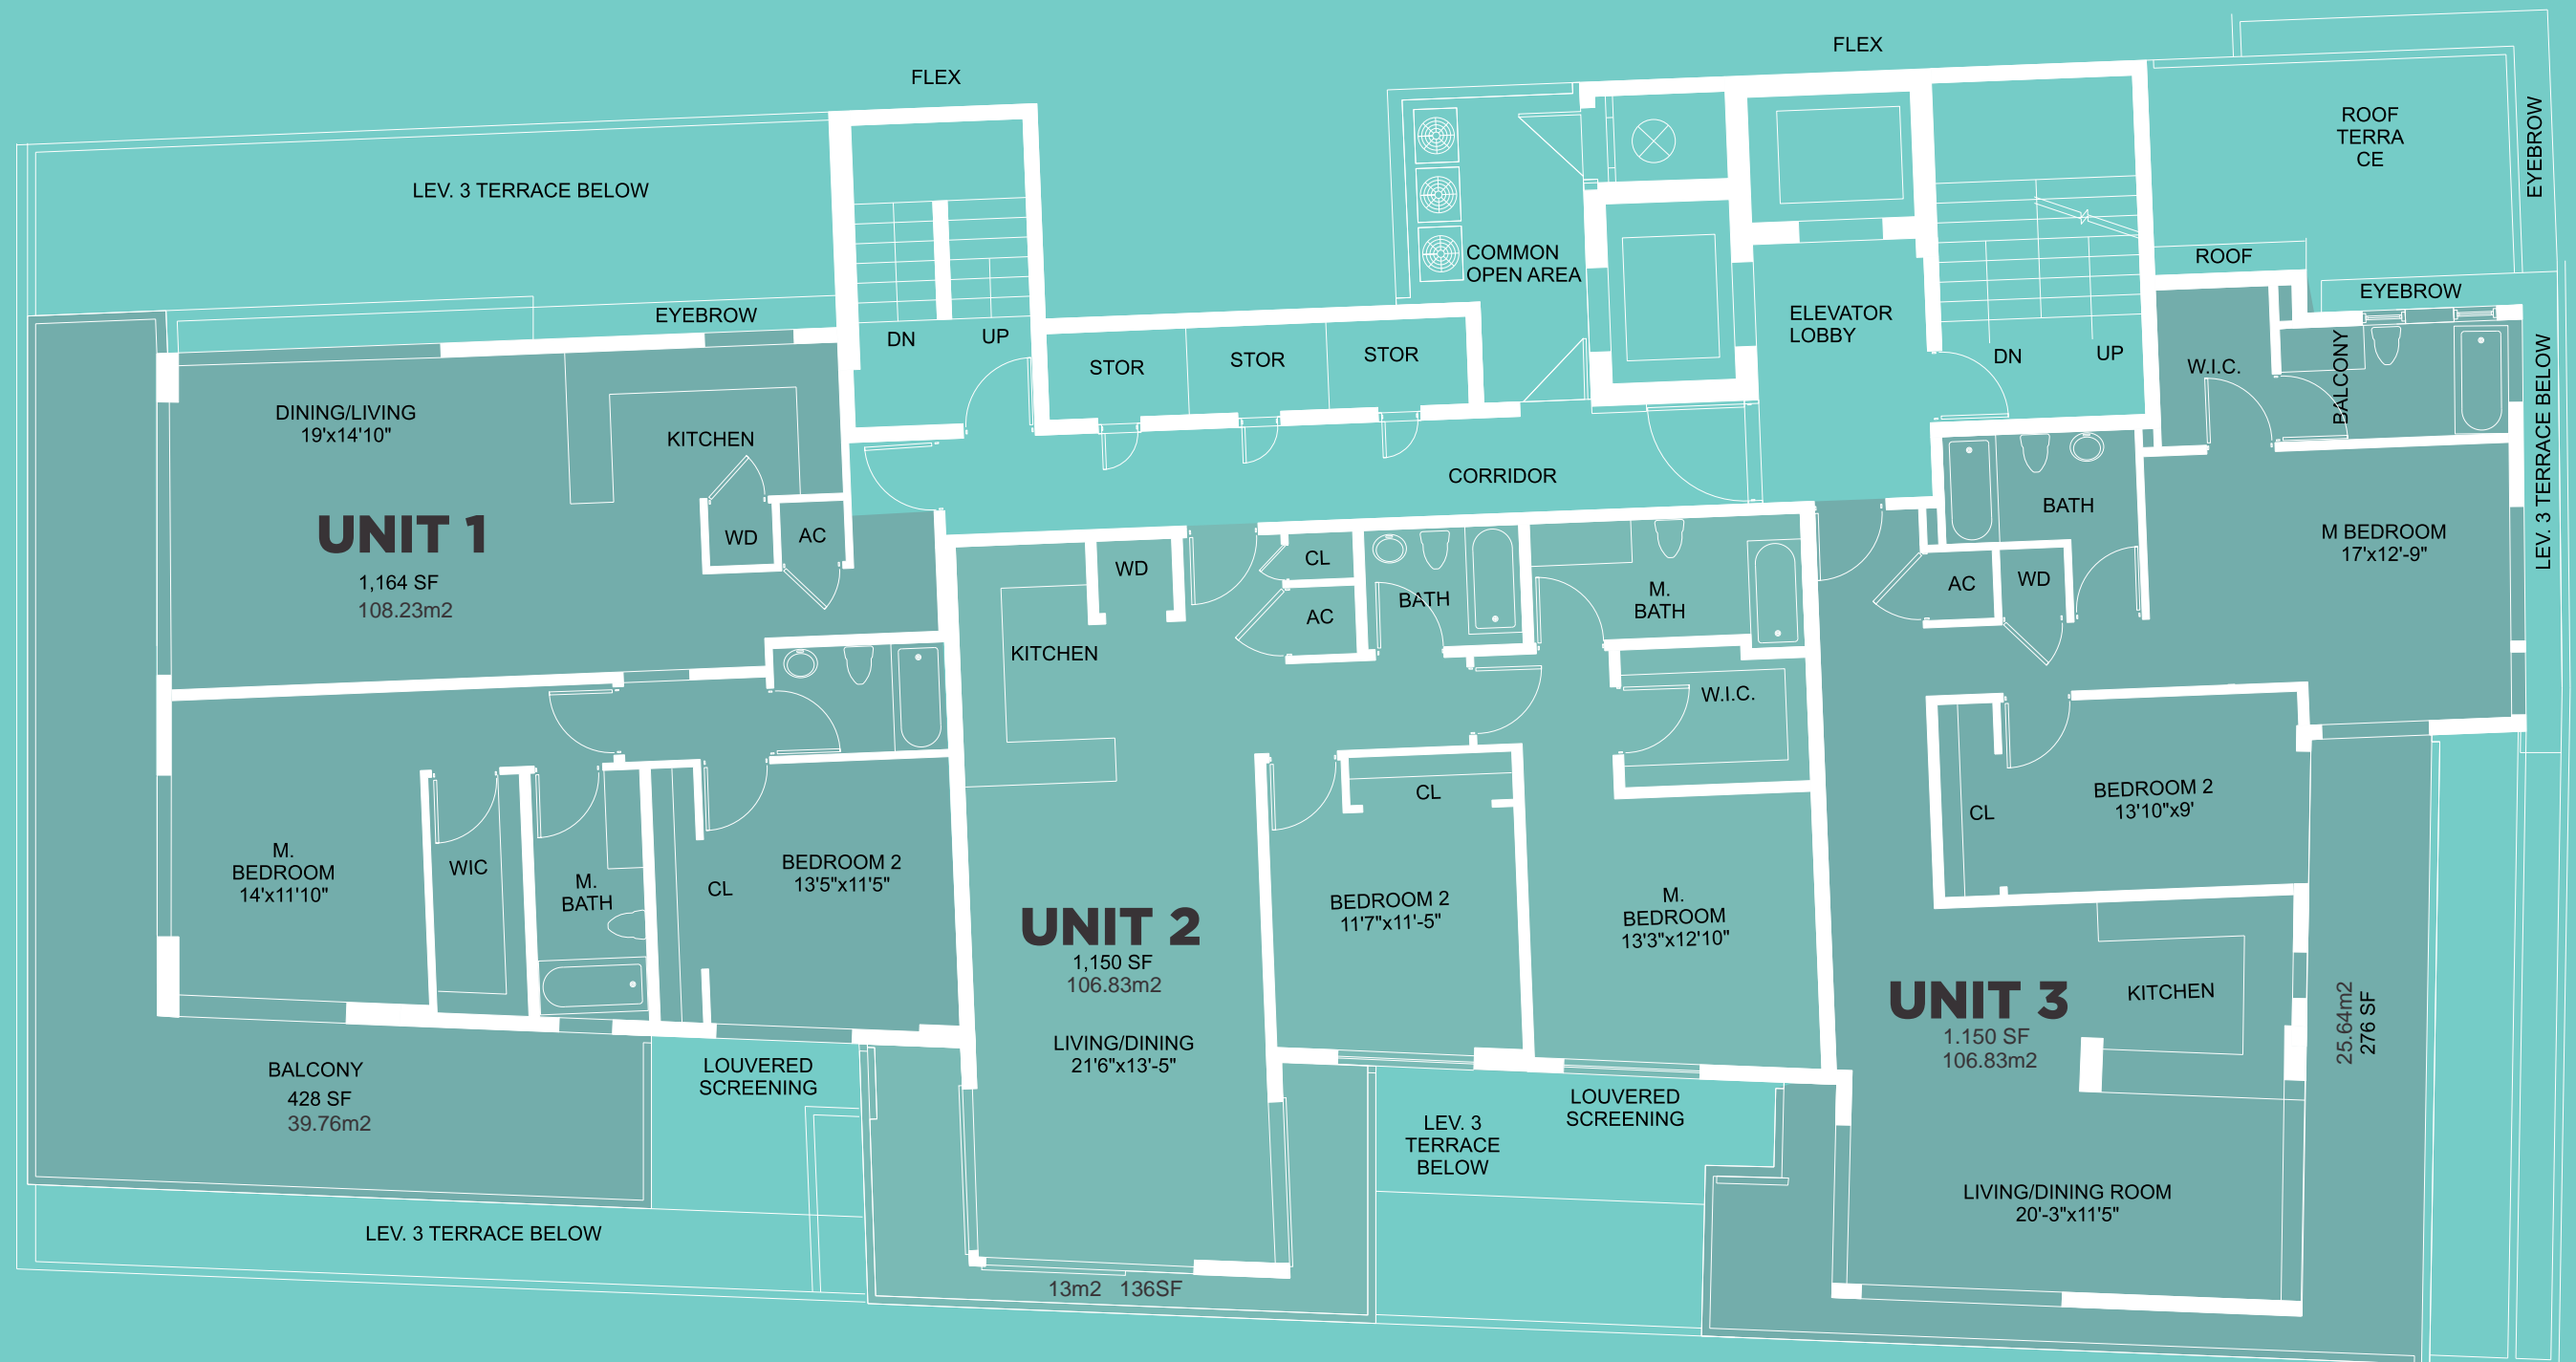 FLEX
FLEX
LEV. 3 TERRACE BELOW
EYEBROW
DN
UP
STOR
STOR
STOR
COMMON
OPEN AREA
ELEVATOR
LOBBY
DN
UP
ROOF
TERRA
CE
EYEBROW
ROOF
EYEBROW
W.I.C.
BALCONY
LEV. 3 TERRACE BELOW
CORRIDOR
DINING/LIVING
19'x14'10"
KITCHEN
UNIT 1
1,164 SF
108.23m2
WD
AC
M.
BEDROOM
14'x11'10"
WIC
M.
BATH
CL
BEDROOM 2
13'5"x11'5"
BALCONY
428 SF
39.76m2
LOUVERED
SCREENING
LEV. 3 TERRACE BELOW
WD
CL
AC
BATH
M.
BATH
KITCHEN
W.I.C.
CL
UNIT 2
1,150 SF
106.83m2
BEDROOM 2
11'7"x11'-5"
M.
BEDROOM
13'3"x12'10"
LIVING/DINING
21'6"x13'-5"
LEV. 3
TERRACE
BELOW
LOUVERED
SCREENING
13m2 136SF
BATH
M BEDROOM
17'x12'-9"
AC
WD
CL
BEDROOM 2
13'10"x9'
UNIT 3
1.150 SF
106.83m2
KITCHEN
25.64m2
276 SF
LIVING/DINING ROOM
20'-3"x11'5"